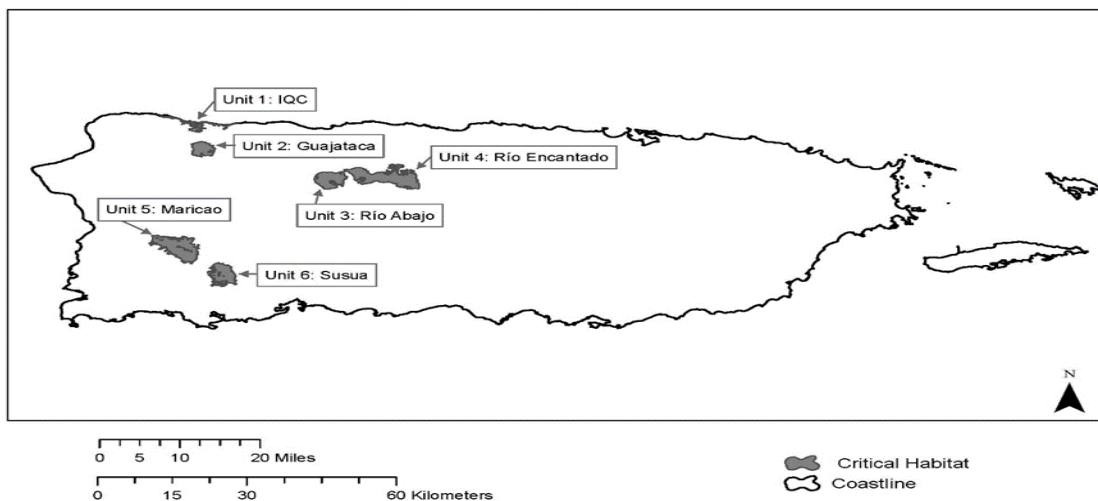 Unit 1: IQC
Unit 2: Guajataca
Unit 4: Río Encantado
Unit 3: Río Abajo
Unit 5: Maricao
Unit 6: Susua
N
0 5 10 20 Miles
0 15 30 60 Kilometers
Critical Habitat
Coastline